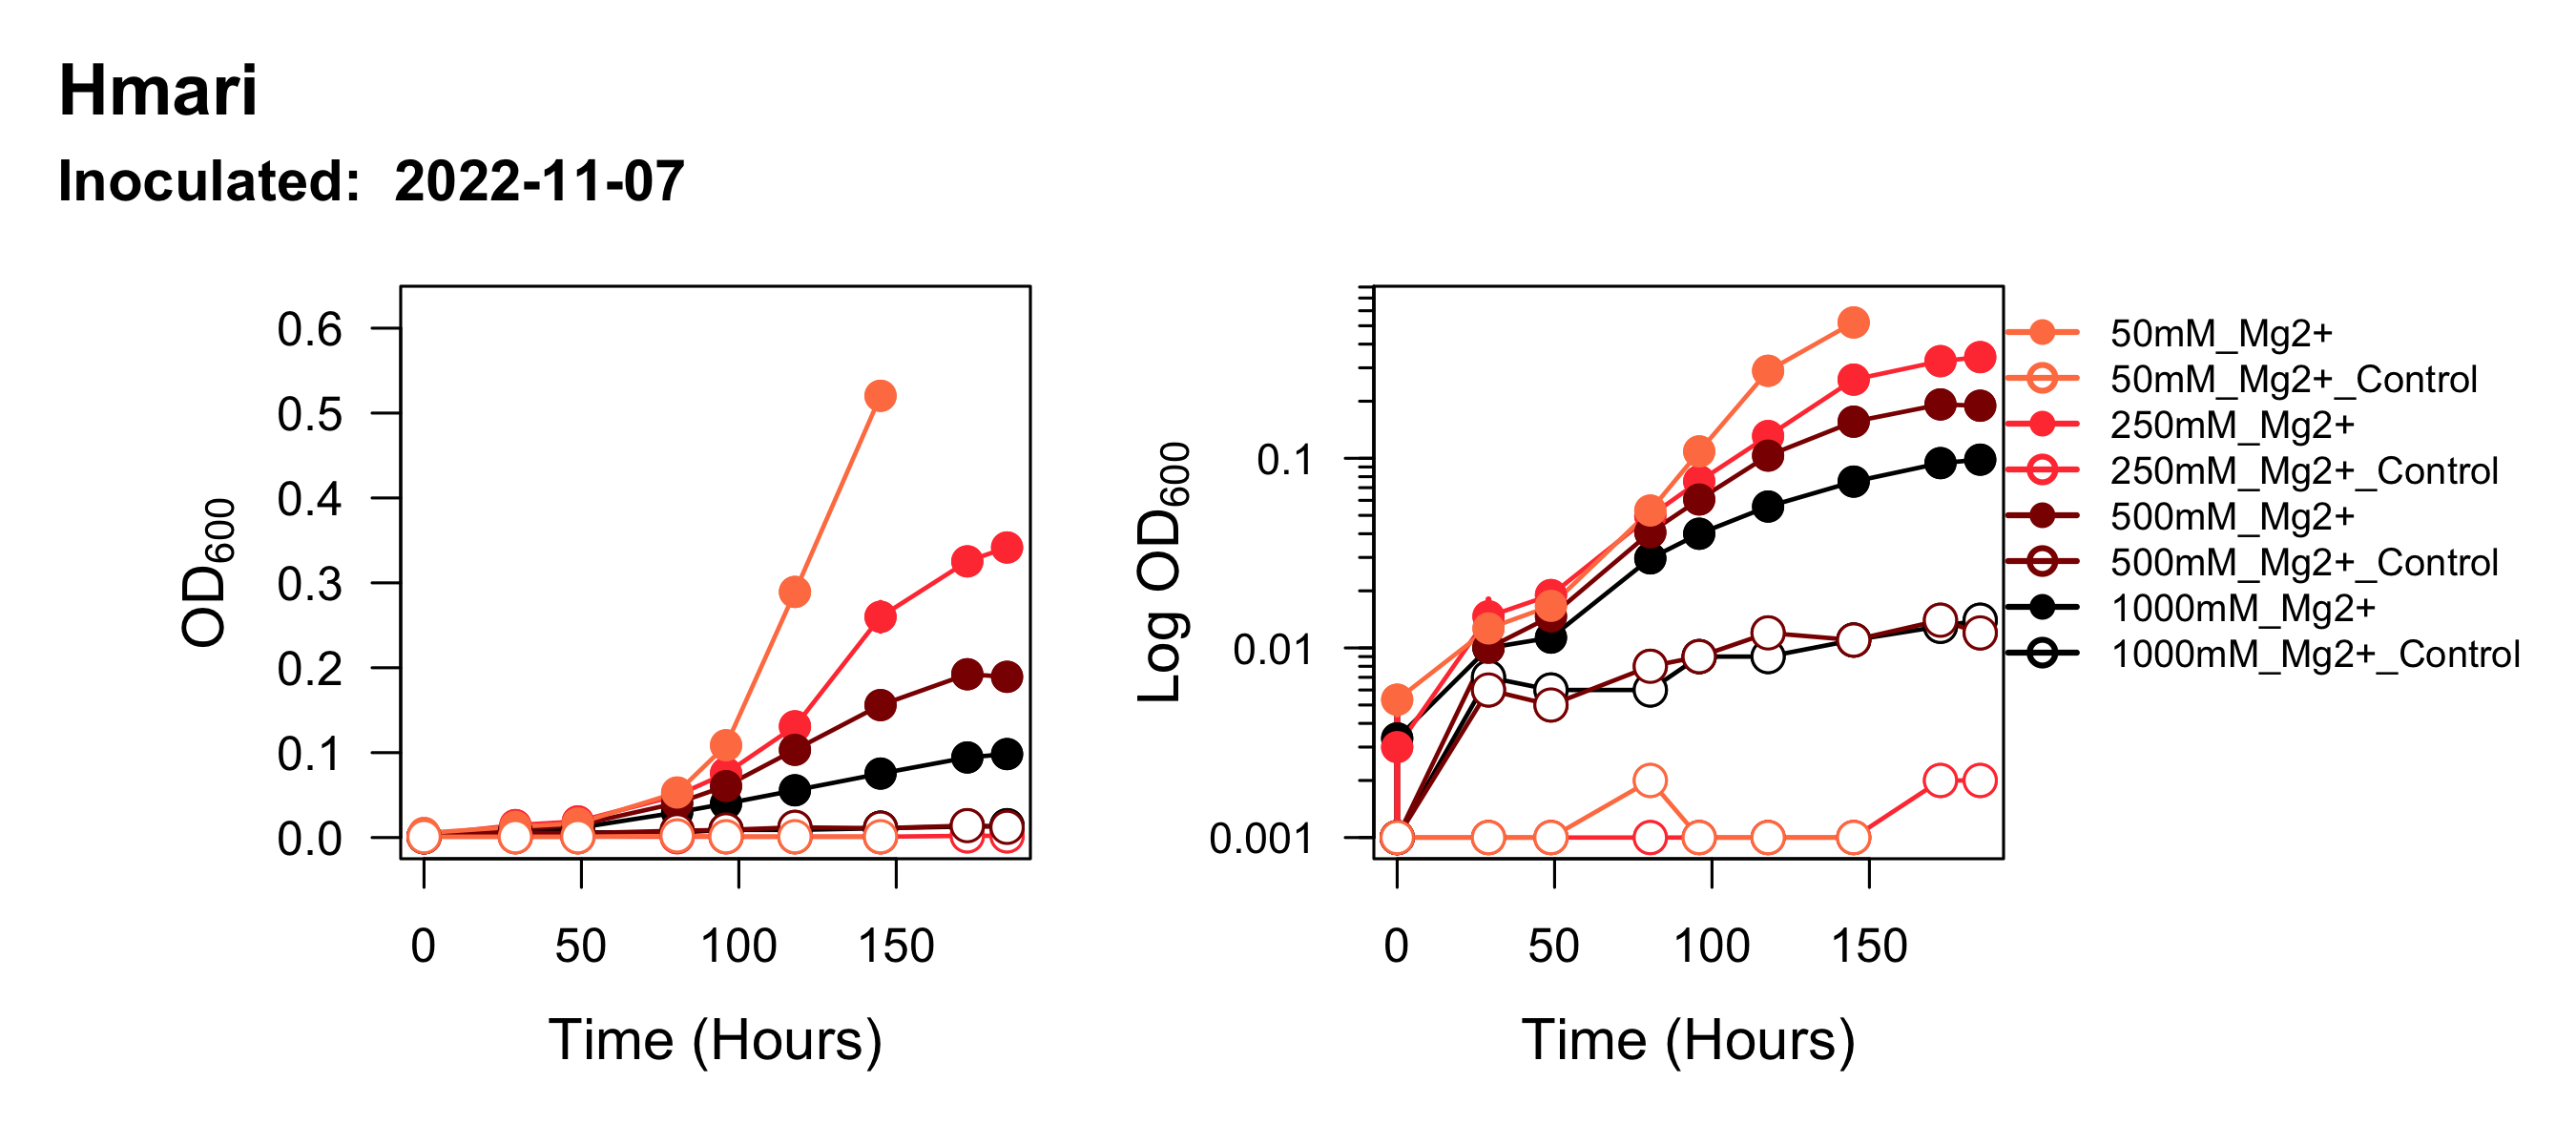 Hmari
Inoculated:  2022-11-07
OD600
0.6
0.5
0.4
0.3
0.2
0.1
0.0
0 50 100 150
Time (Hours)
Log OD600
0.1
0.01
0.001
0 50 100 150
Time (Hours)
50mM_Mg2+
50mM_Mg2+_Control
250mM_Mg2+
250mM_Mg2+_Control
500mM_Mg2+
500mM_Mg2+_Control
1000mM_Mg2+
1000mM_Mg2+_Control